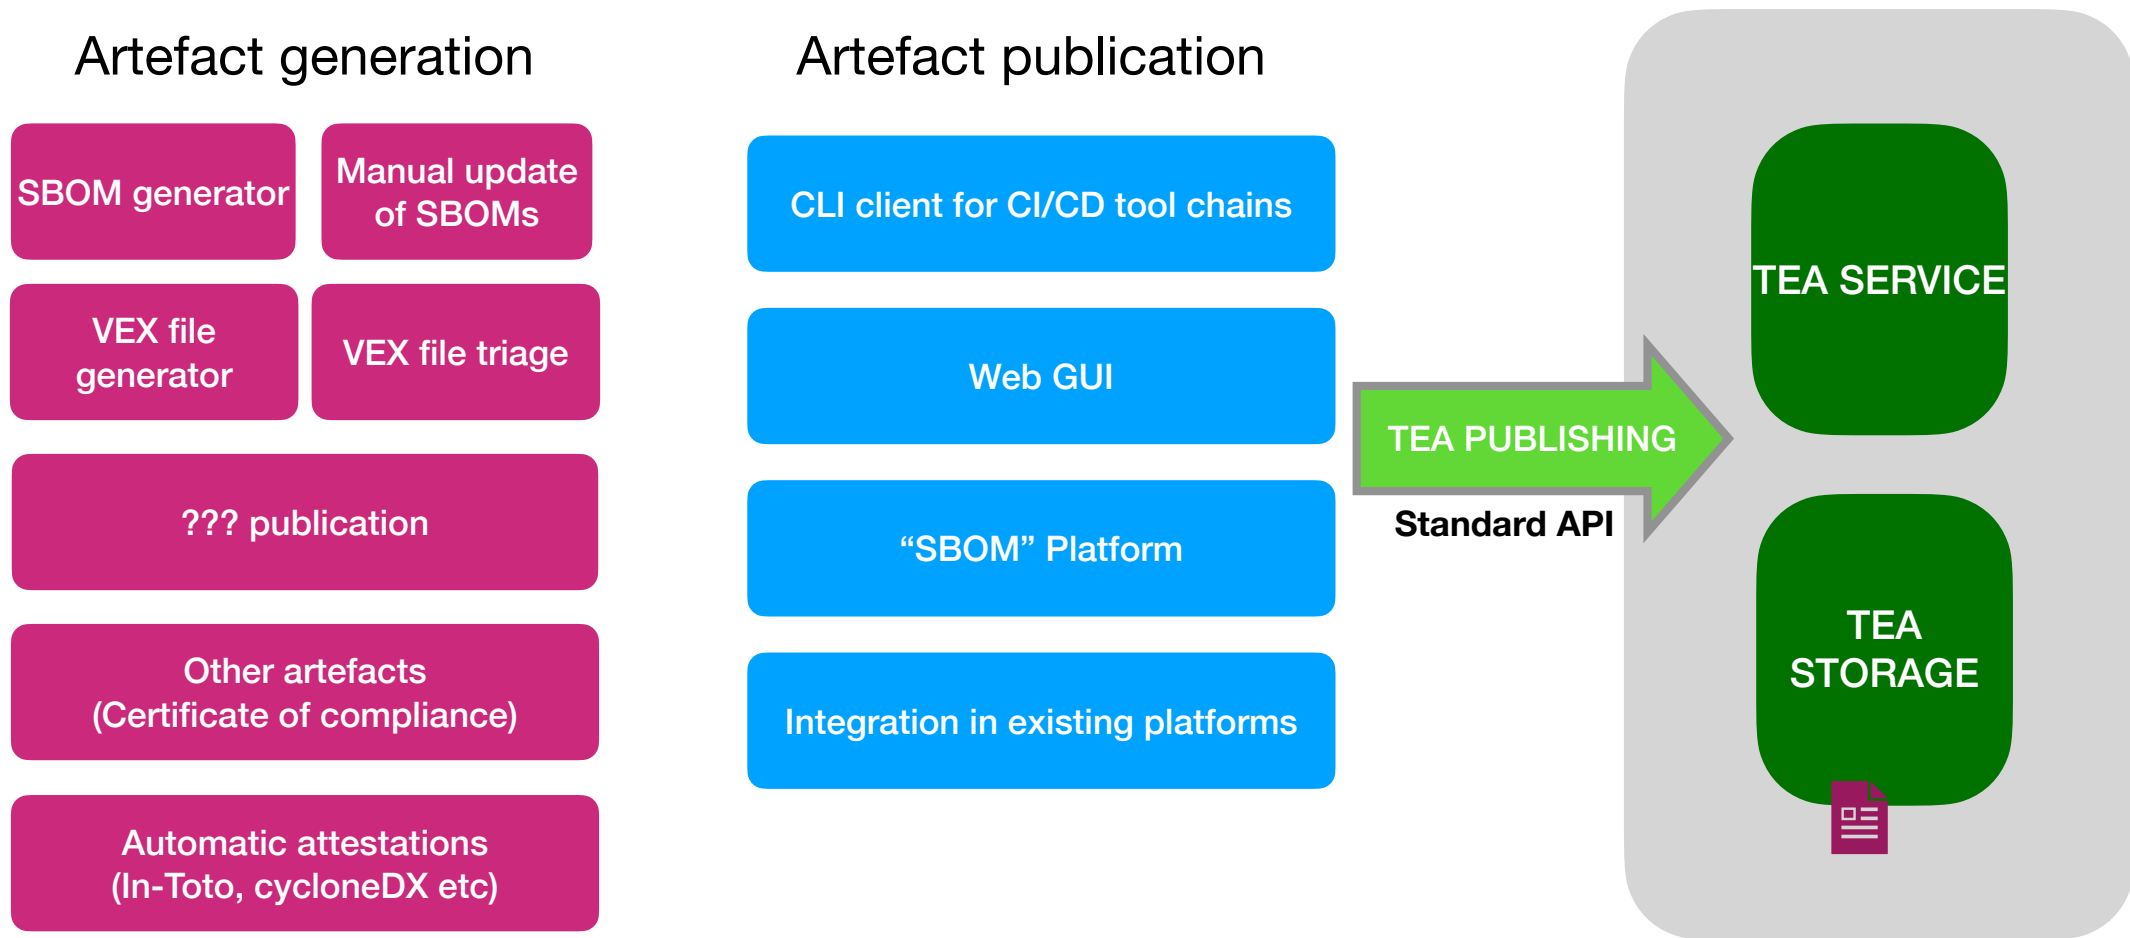 Artefact generation
SBOM generator
Manual update
of SBOMs
VEX file
generator
VEX file triage
??? publication
Other artefacts
(Certificate of compliance)
Automatic attestations
(In-Toto, cycloneDX etc)
Artefact publication
CLI client for CI/CD tool chains
Web GUI
“SBOM” Platform
Integration in existing platforms
TEA PUBLISHING
Standard API
TEA SERVICE
TEA
STORAGE